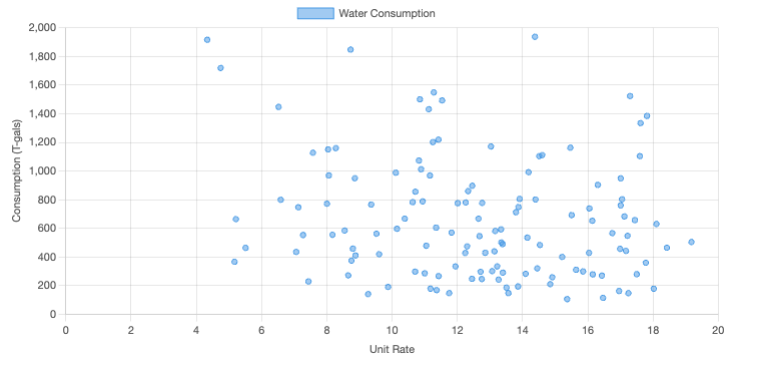 Water Consumption
2,000
1,800
1,600
1,400
1,200
1,000
800
600
400
200
0
Consumption (T-gals)
0 2 4 6 8 10 12 14 16 18 20
Unit Rate